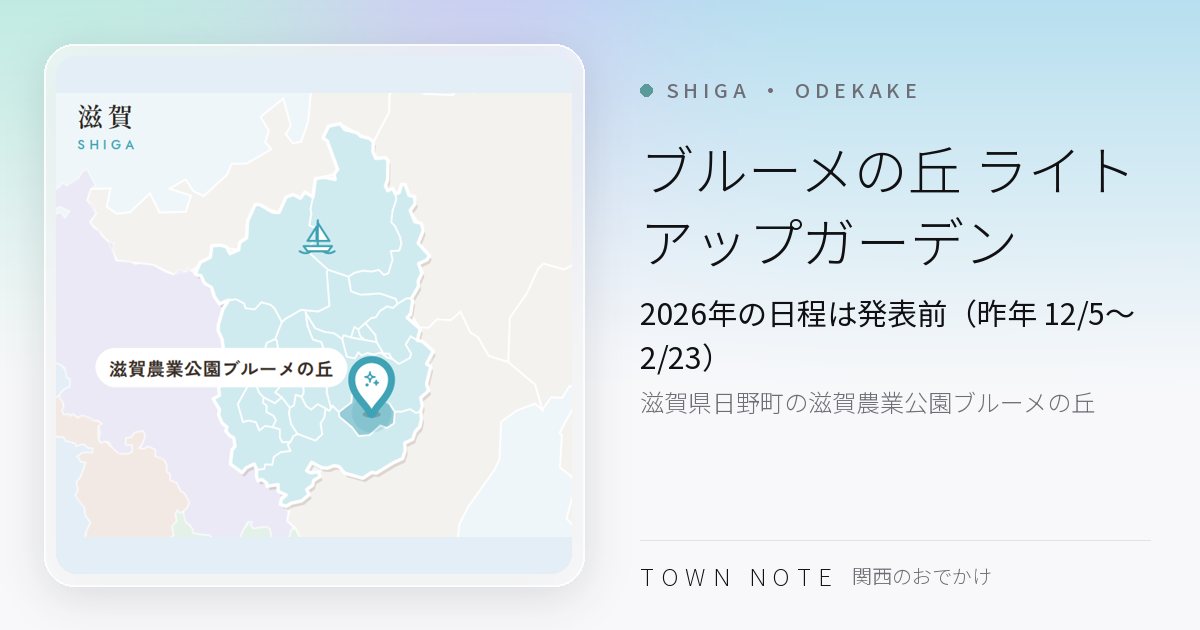 滋賀
SHIGA
滋賀農業公園ブルーメの丘
SHIGA • ODEKAKE
ブルーメの丘 ライト
アップガーデン
2026年の日程は発表前（昨年 12/5〜
2/23）
滋賀県日野町の滋賀農業公園ブルーメの丘
TOWN NOTE 関西のおでかけ